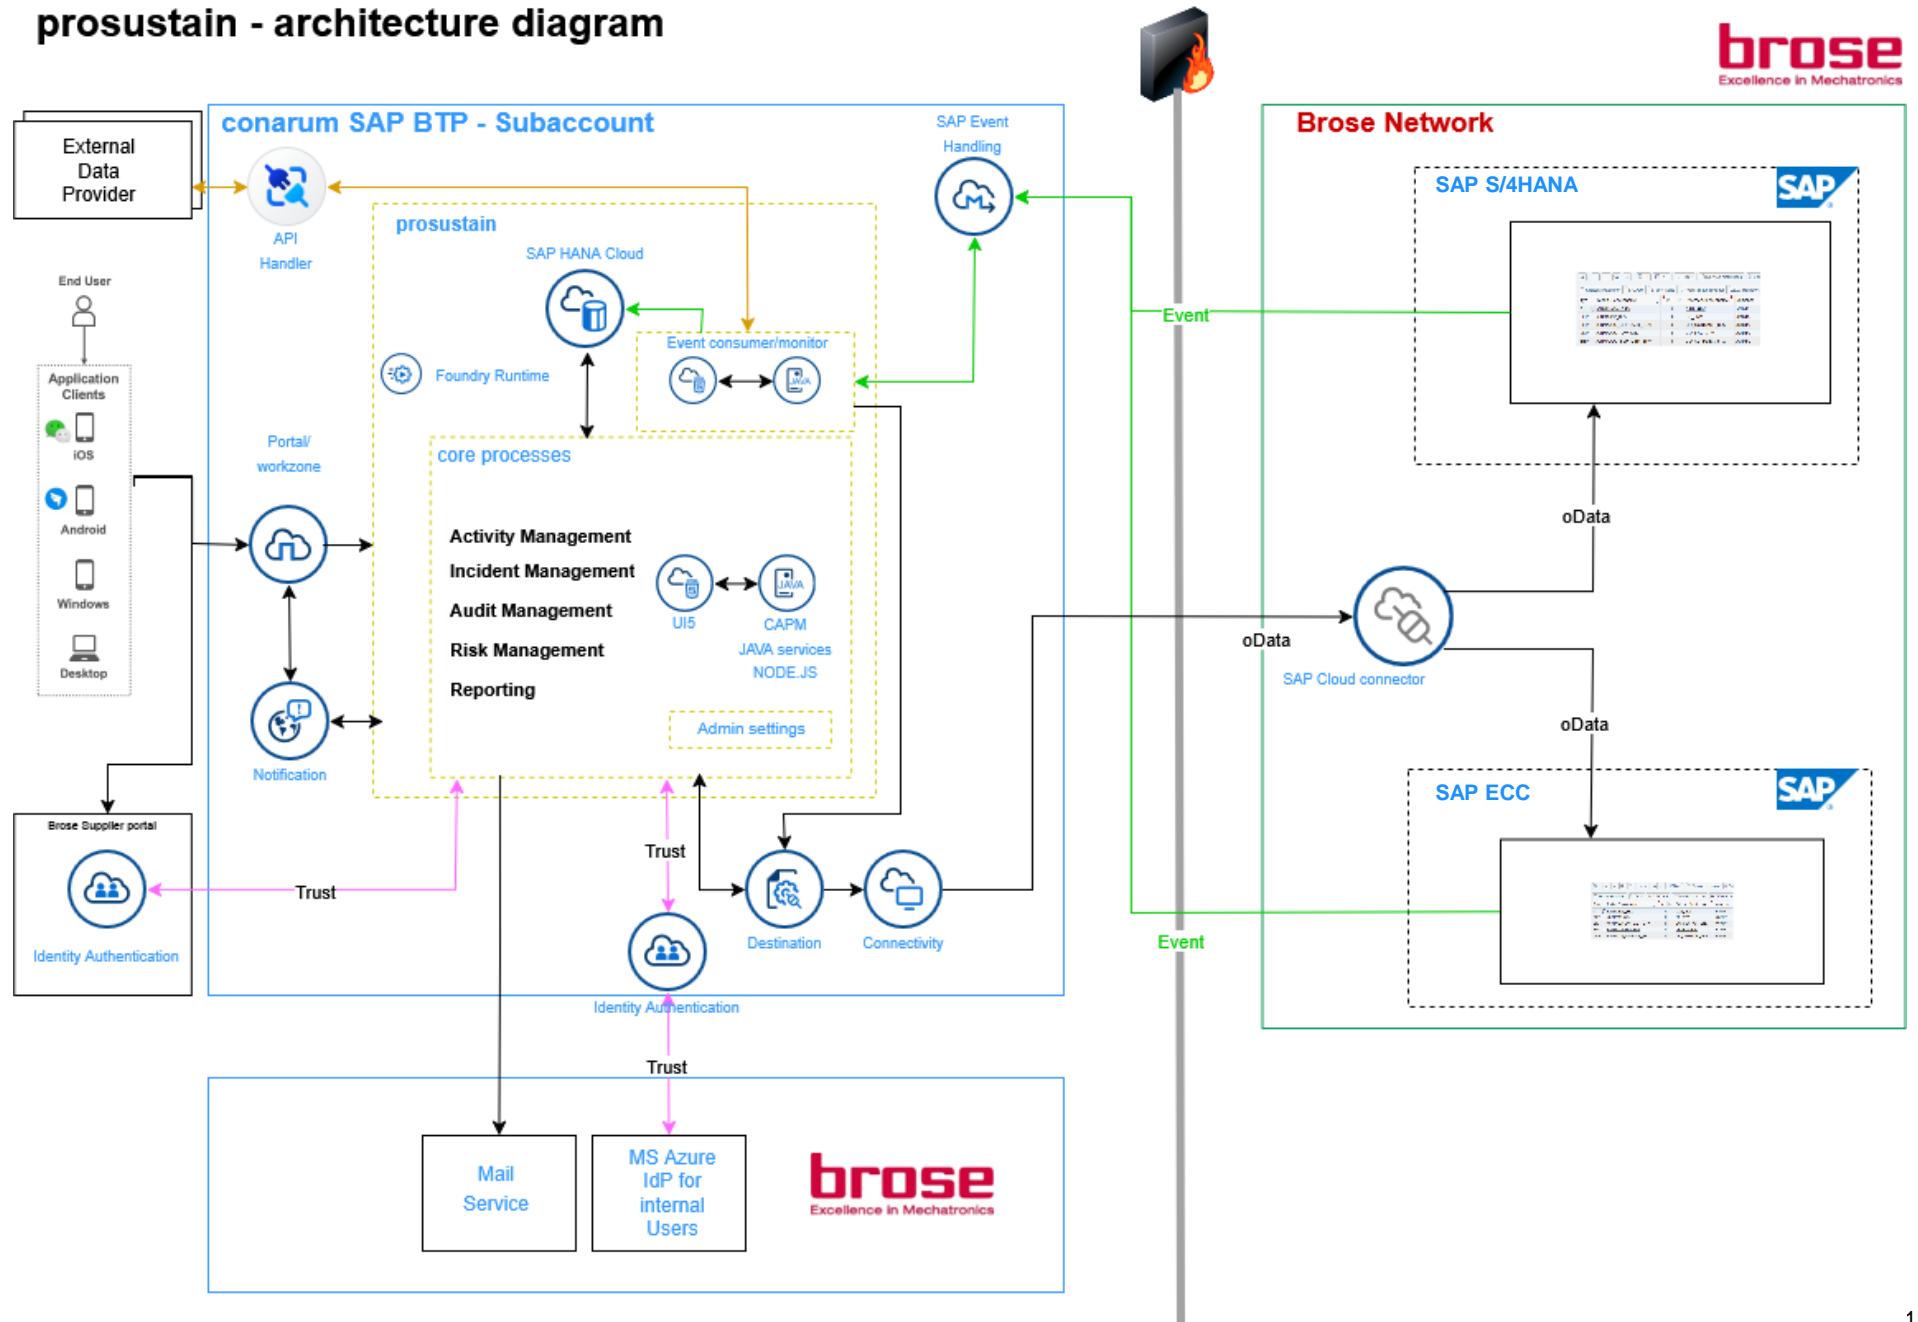 prosustain - architecture diagram
brose
Excellence in Mechatronics
External
Data
Provider
conarum SAP BTP - Subaccount
API
Handler
SAP Event
Handling
Brose Network
SAP S/4HANA
SAP
prosustain
SAP HANA Cloud
Event consumer/monitor
JAVA
Foundry Runtime
Event
End User
Application
Clients
iOS
Android
Windows
Desktop
Portal/
workzone
Notification
core processes
Activity Management
Incident Management
Audit Management
Risk Management
Reporting
UI5
JAVA
CAPM
JAVA services
NODE.JS
Admin settings
oData
oData
SAP Cloud connector
oData
SAP ECC
SAP
Brose Supplier portal
Identity Authentication
Trust
Trust
Destination
Connectivity
Identity Authentication
Event
Trust
Mail
Service
MS Azure
IdP for
internal
Users
brose
Excellence in Mechatronics
1